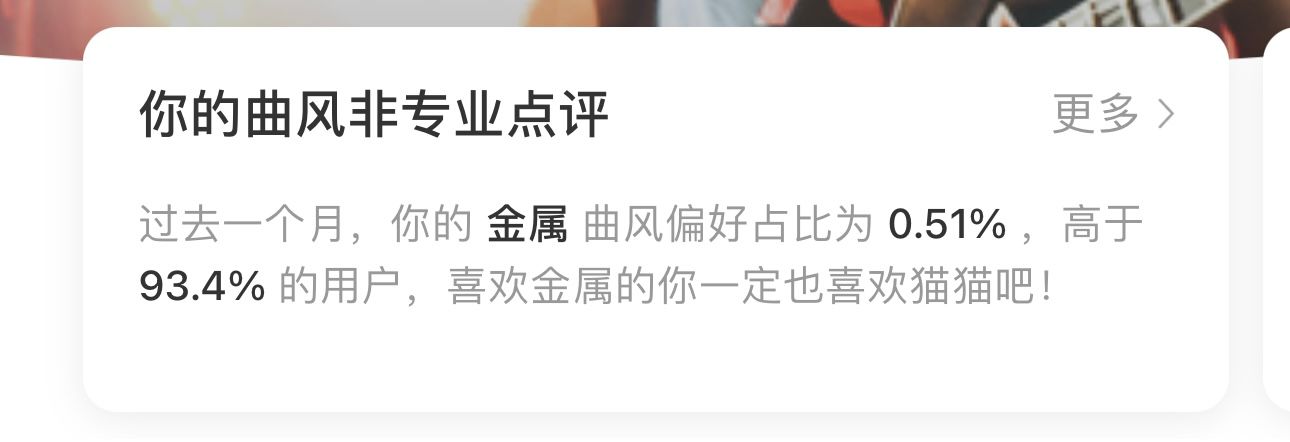 你的曲风非专业点评
更多
过去一个月，你的 金属 曲风偏好占比为 0.51% ，高于
93.4% 的用户，喜欢金属的你一定也喜欢猫猫吧！